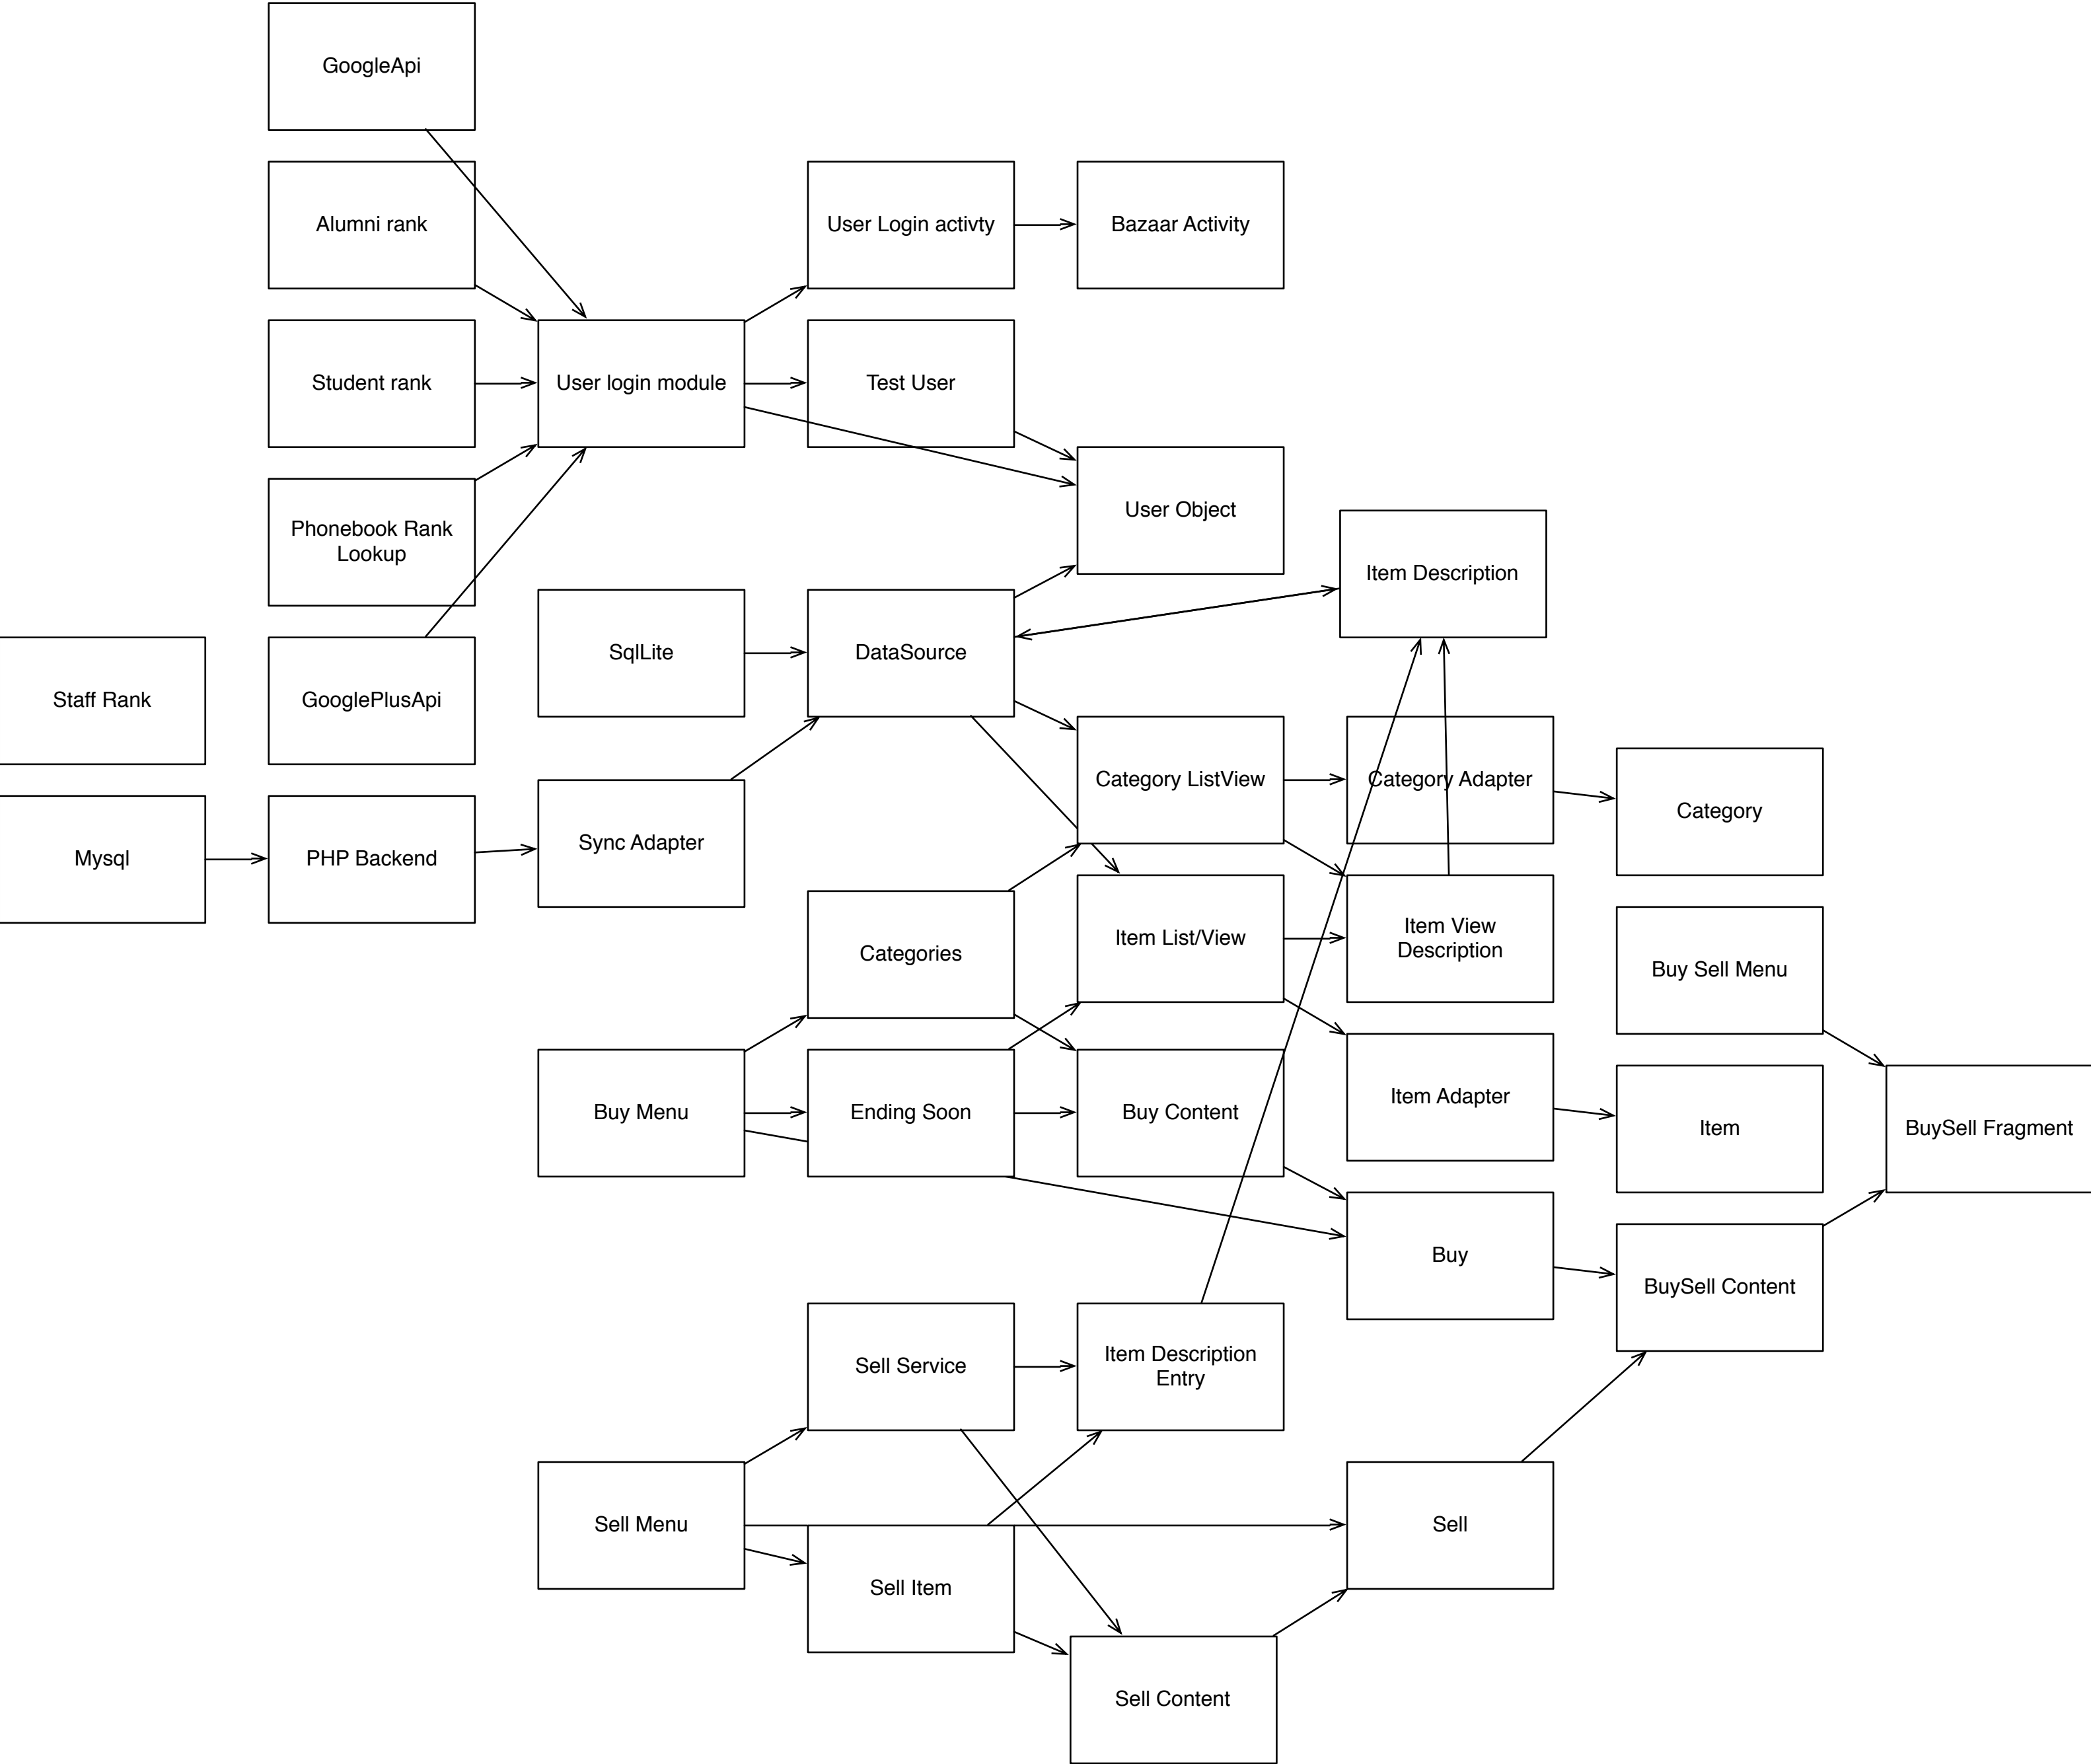 GoogleApi
Alumni rank
User Login activty
Bazaar Activity
Student rank
User login module
Test User
Phonebook Rank
Lookup
User Object
Item Description
Staff Rank
GooglePlusApi
SqlLite
DataSource
Category ListView
Category Adapter
Category
Mysql
PHP Backend
Sync Adapter
Categories
Item List/View
Item View
Description
Buy Sell Menu
Buy Menu
Ending Soon
Buy Content
Item Adapter
Item
BuySell Fragment
Buy
BuySell Content
Sell Service
Item Description
Entry
Sell Menu
Sell Item
Sell
Sell Content